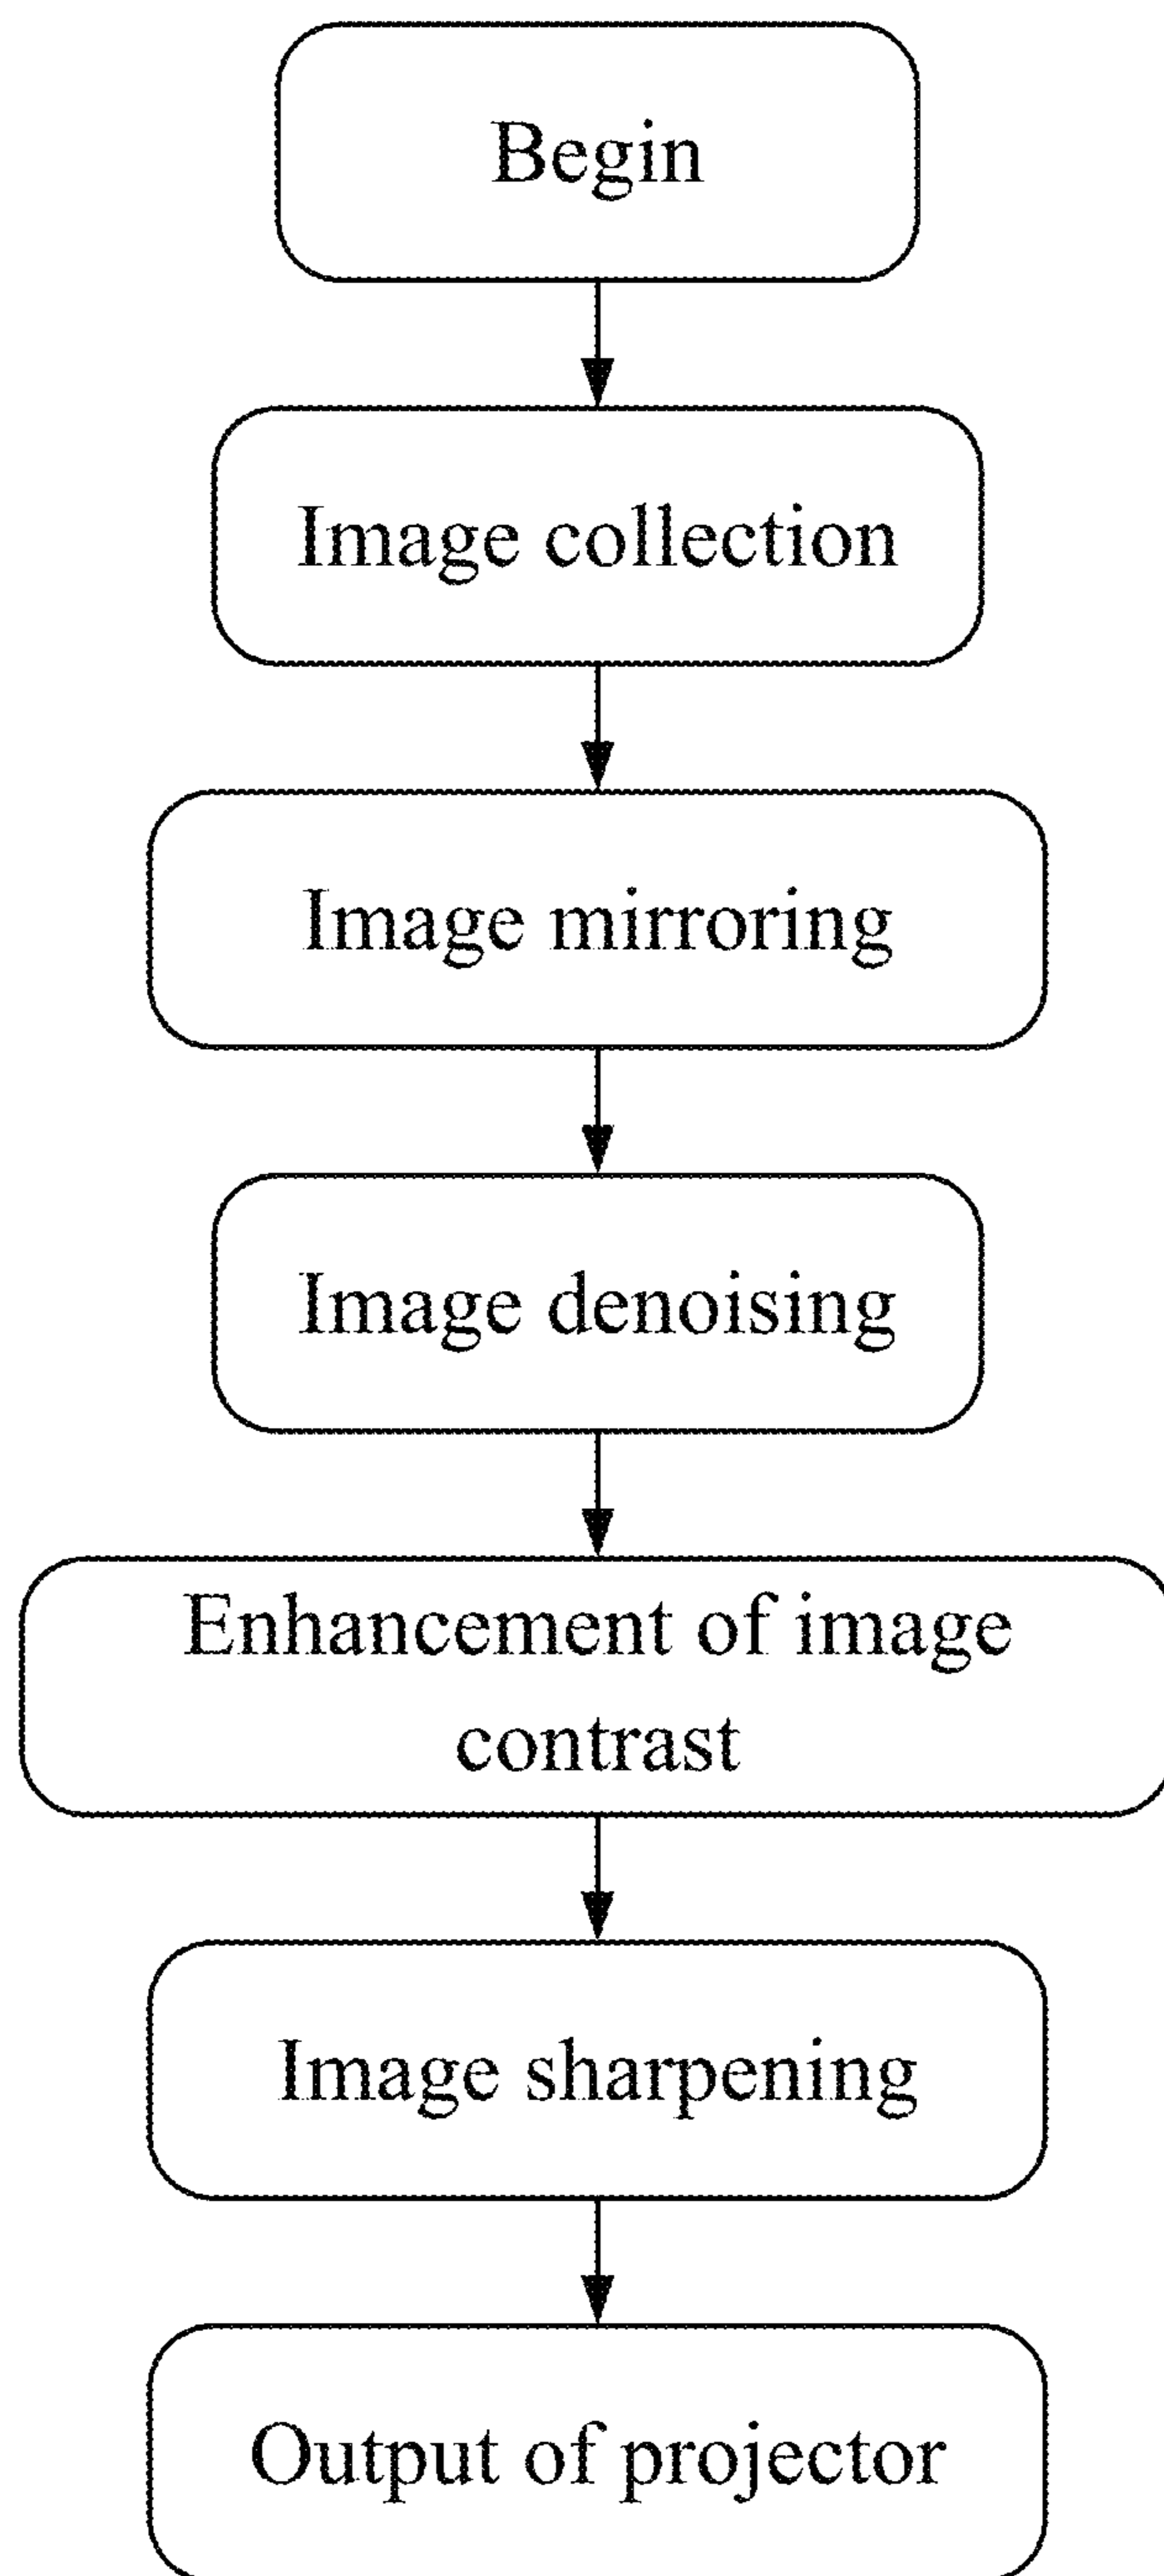 Begin
Image collection
Image mirroring
Image denoising
Enhancement of image
contrast
Image sharpening
Output of projector